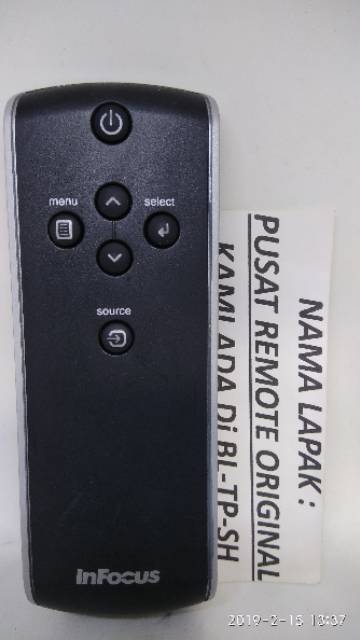 menu
select
source
InFocus
NAMA LAPAK :
PUSAT REMOTE ORIGINAL
KAMI ADA Di BL-TP-SH
2019-2-15 13:37